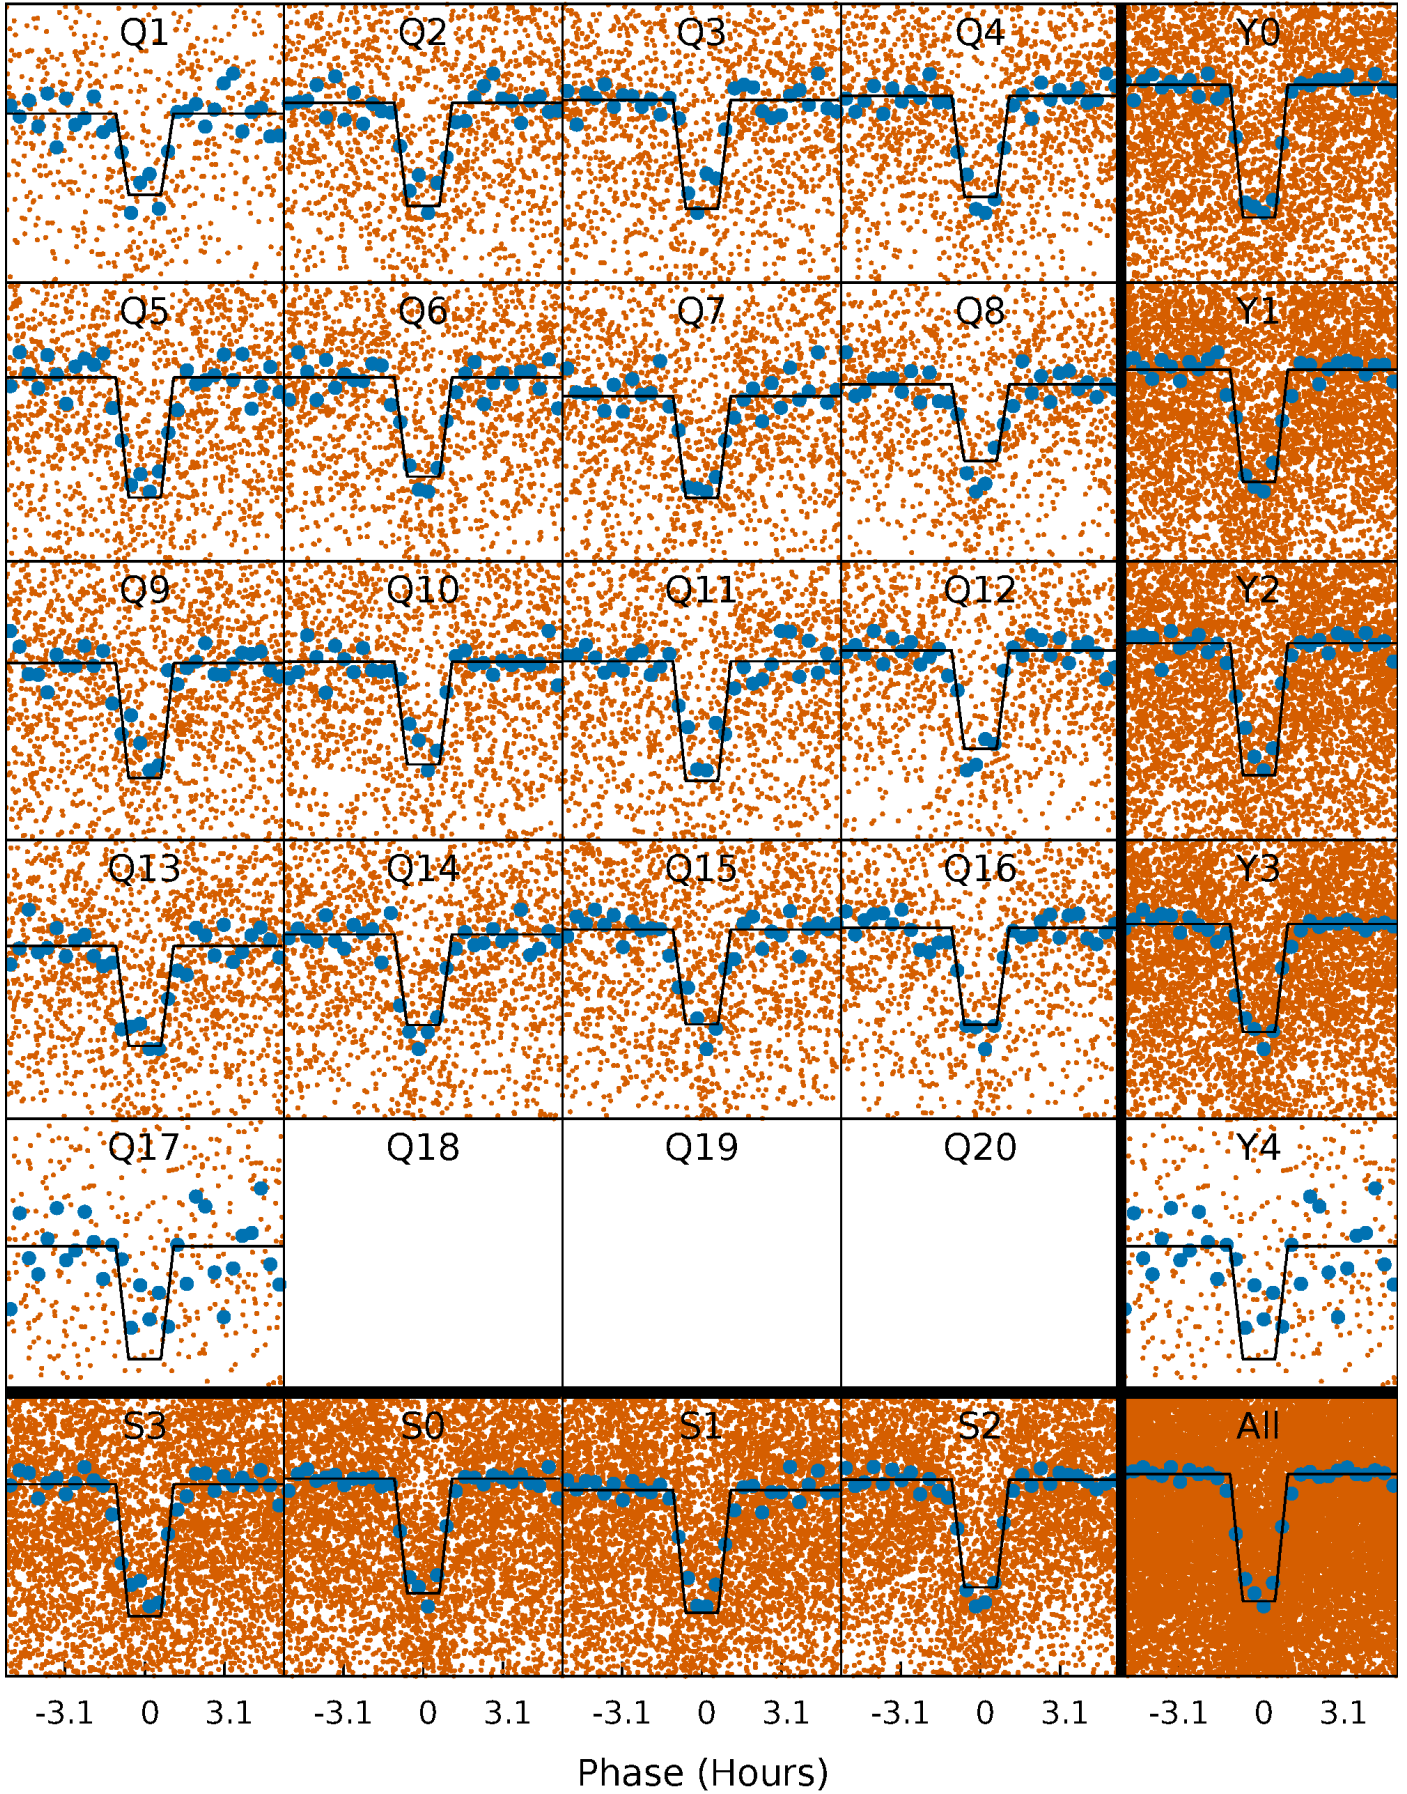 Q1 Q2 Q3 Q4 Y0
Q5 Q6 Q7 Q8 Y1
Q9 Q10 Q11 Q12 Y2
Q13 Q14 Q15 Q16 Y3
Q17 Q18 Q19 Q20 Y4
S3 S0 S1 S2 All
-3.1 0 3.1 -3.1 0 3.1 -3.1 0 3.1 -3.1 0 3.1 -3.1 0 3.1
Phase (Hours)